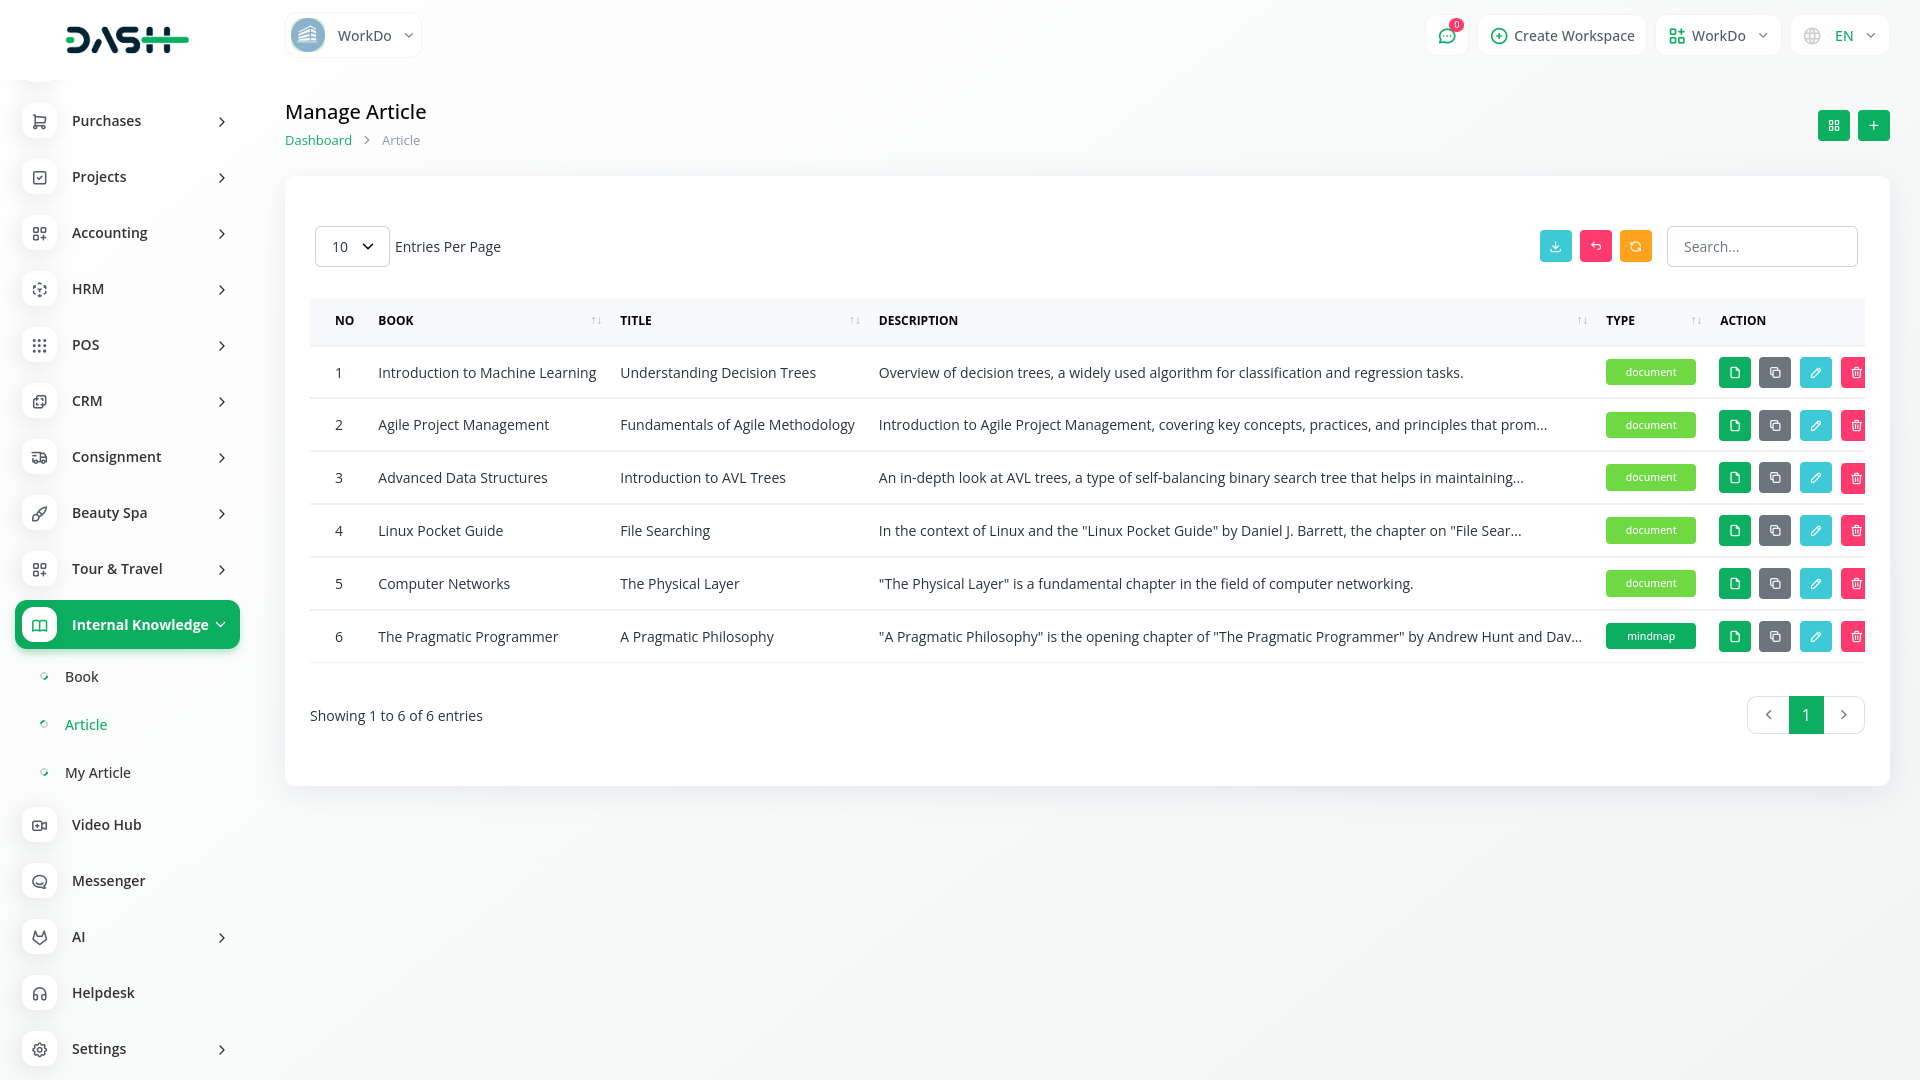 DASH
WorkDo
0
Create Workspace
WorkDo
EN
Purchases
Projects
Accounting
HRM
POS
CRM
Consignment
Beauty Spa
Tour & Travel
Internal Knowledge
Book
Article
My Article
Video Hub
Messenger
AI
Helpdesk
Settings
Manage Article
Dashboard > Article
10 Entries Per Page
Search...
NO BOOK TITLE DESCRIPTION TYPE ACTION
1 Introduction to Machine Learning Understanding Decision Trees Overview of decision trees, a widely used algorithm for classification and regression tasks. document
2 Agile Project Management Fundamentals of Agile Methodology Introduction to Agile Project Management, covering key concepts, practices, and principles that prom... document
3 Advanced Data Structures Introduction to AVL Trees An in-depth look at AVL trees, a type of self-balancing binary search tree that helps in maintaining... document
4 Linux Pocket Guide File Searching In the context of Linux and the "Linux Pocket Guide" by Daniel J. Barrett, the chapter on "File Sear... document
5 Computer Networks The Physical Layer "The Physical Layer" is a fundamental chapter in the field of computer networking. document
6 The Pragmatic Programmer A Pragmatic Philosophy "A Pragmatic Philosophy" is the opening chapter of "The Pragmatic Programmer" by Andrew Hunt and Dav... mindmap
Showing 1 to 6 of 6 entries
1